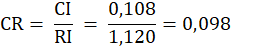 CR = CI/RI = 0,108/1,120 = 0,098